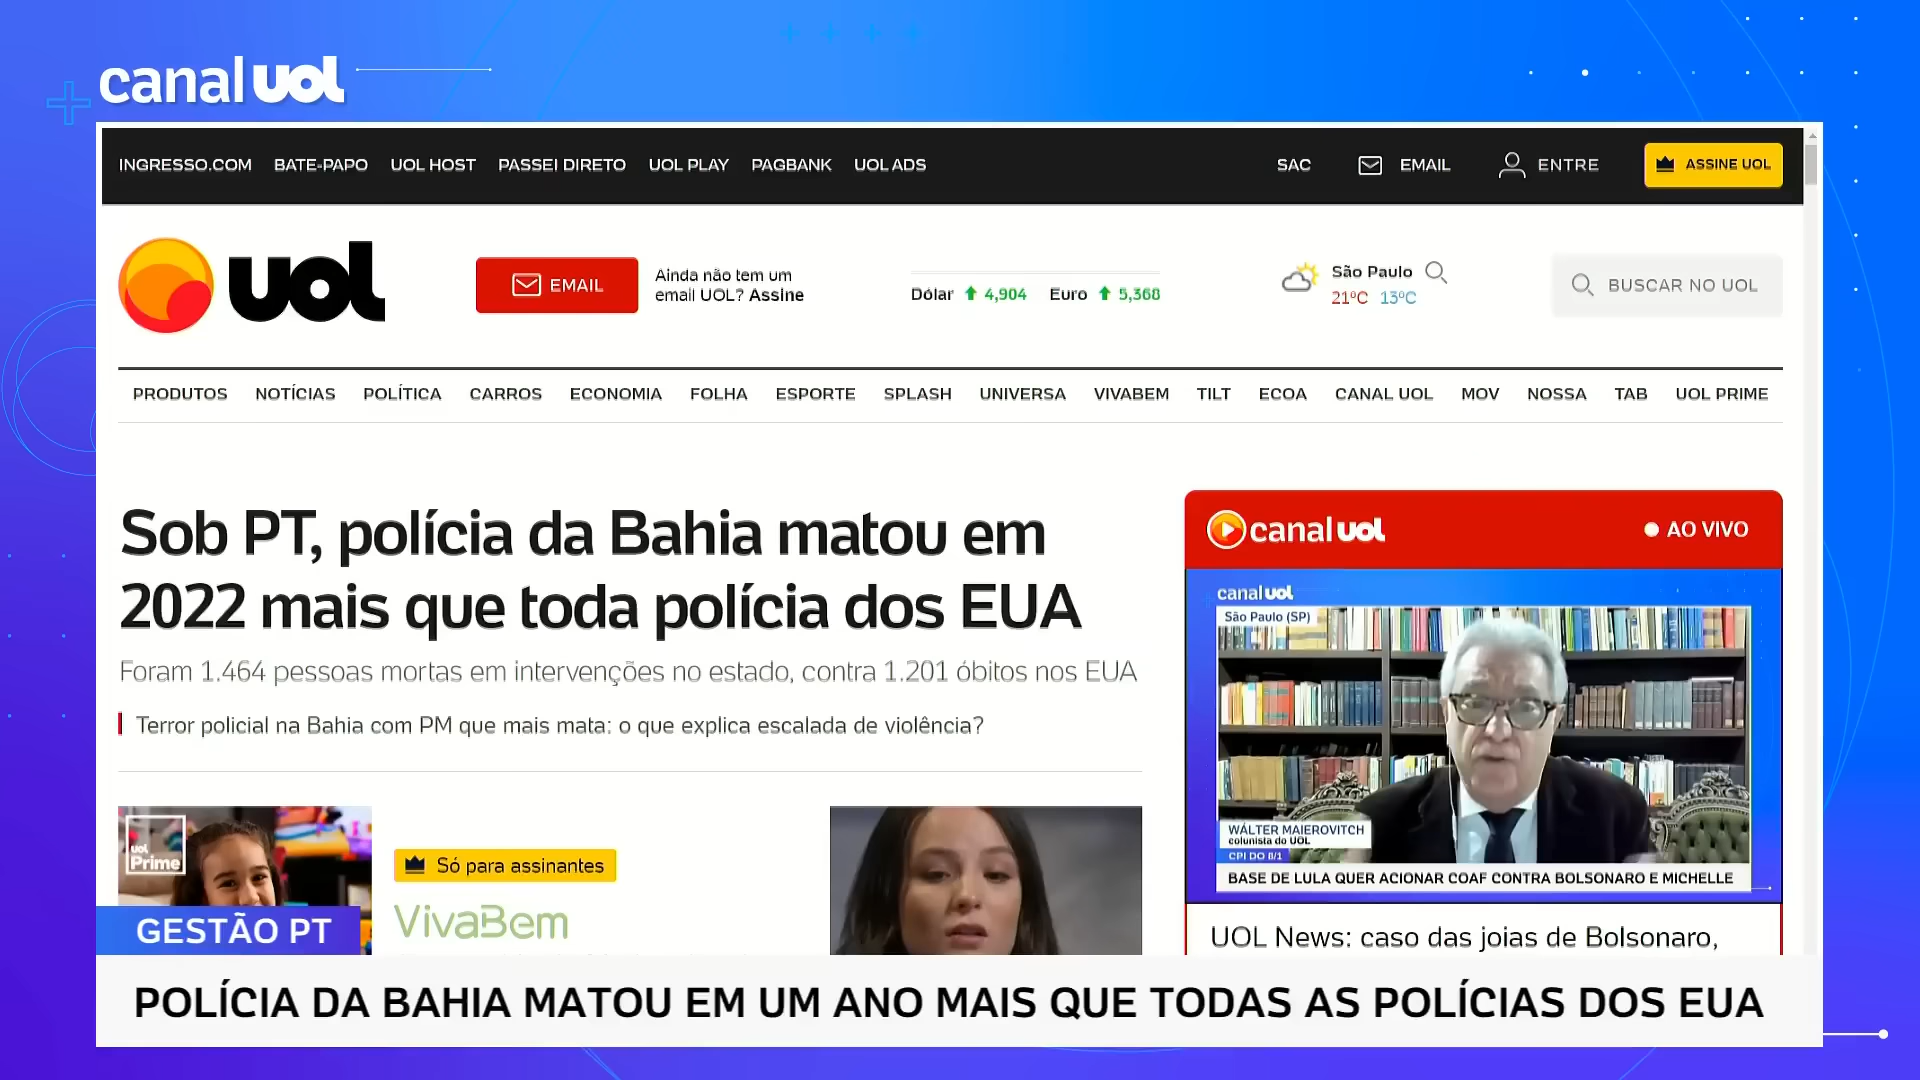 canal uol
INGRESSO.COM BATE-PAPO UOL HOST PASSEI DIRETO UOL PLAY PAGBANK UOL ADS SAC EMAIL ENTRE ASSINE UOL
uol
EMAIL
Ainda não tem um
email UOL? Assine
Dólar 4,904 Euro 5,368
São Paulo
21ºC 13ºC
BUSCAR NO UOL
PRODUTOS NOTÍCIAS POLÍTICA CARROS ECONOMIA FOLHA ESPORTE SPLASH UNIVERSA VIVABEM TILT ECOA CANAL UOL MOV NOSSA TAB UOL PRIME
Sob PT, polícia da Bahia matou em
2022 mais que toda polícia dos EUA
Foram 1.464 pessoas mortas em intervenções no estado, contra 1.201 óbitos nos EUA
Terror policial na Bahia com PM que mais mata: o que explica escalada de violência?
canal uol
AO VIVO
canal uol
São Paulo (SP)
WÁLTER MAIEROVITCH
colunista do UOL
CPI DO 8/1
BASE DE LULA QUER ACIONAR COAF CONTRA BOLSONARO E MICHELLE
UOL News: caso das joias de Bolsonaro,
uol
Prime
Só para assinantes
VivaBem
GESTÃO PT
POLÍCIA DA BAHIA MATOU EM UM ANO MAIS QUE TODAS AS POLÍCIAS DOS EUA